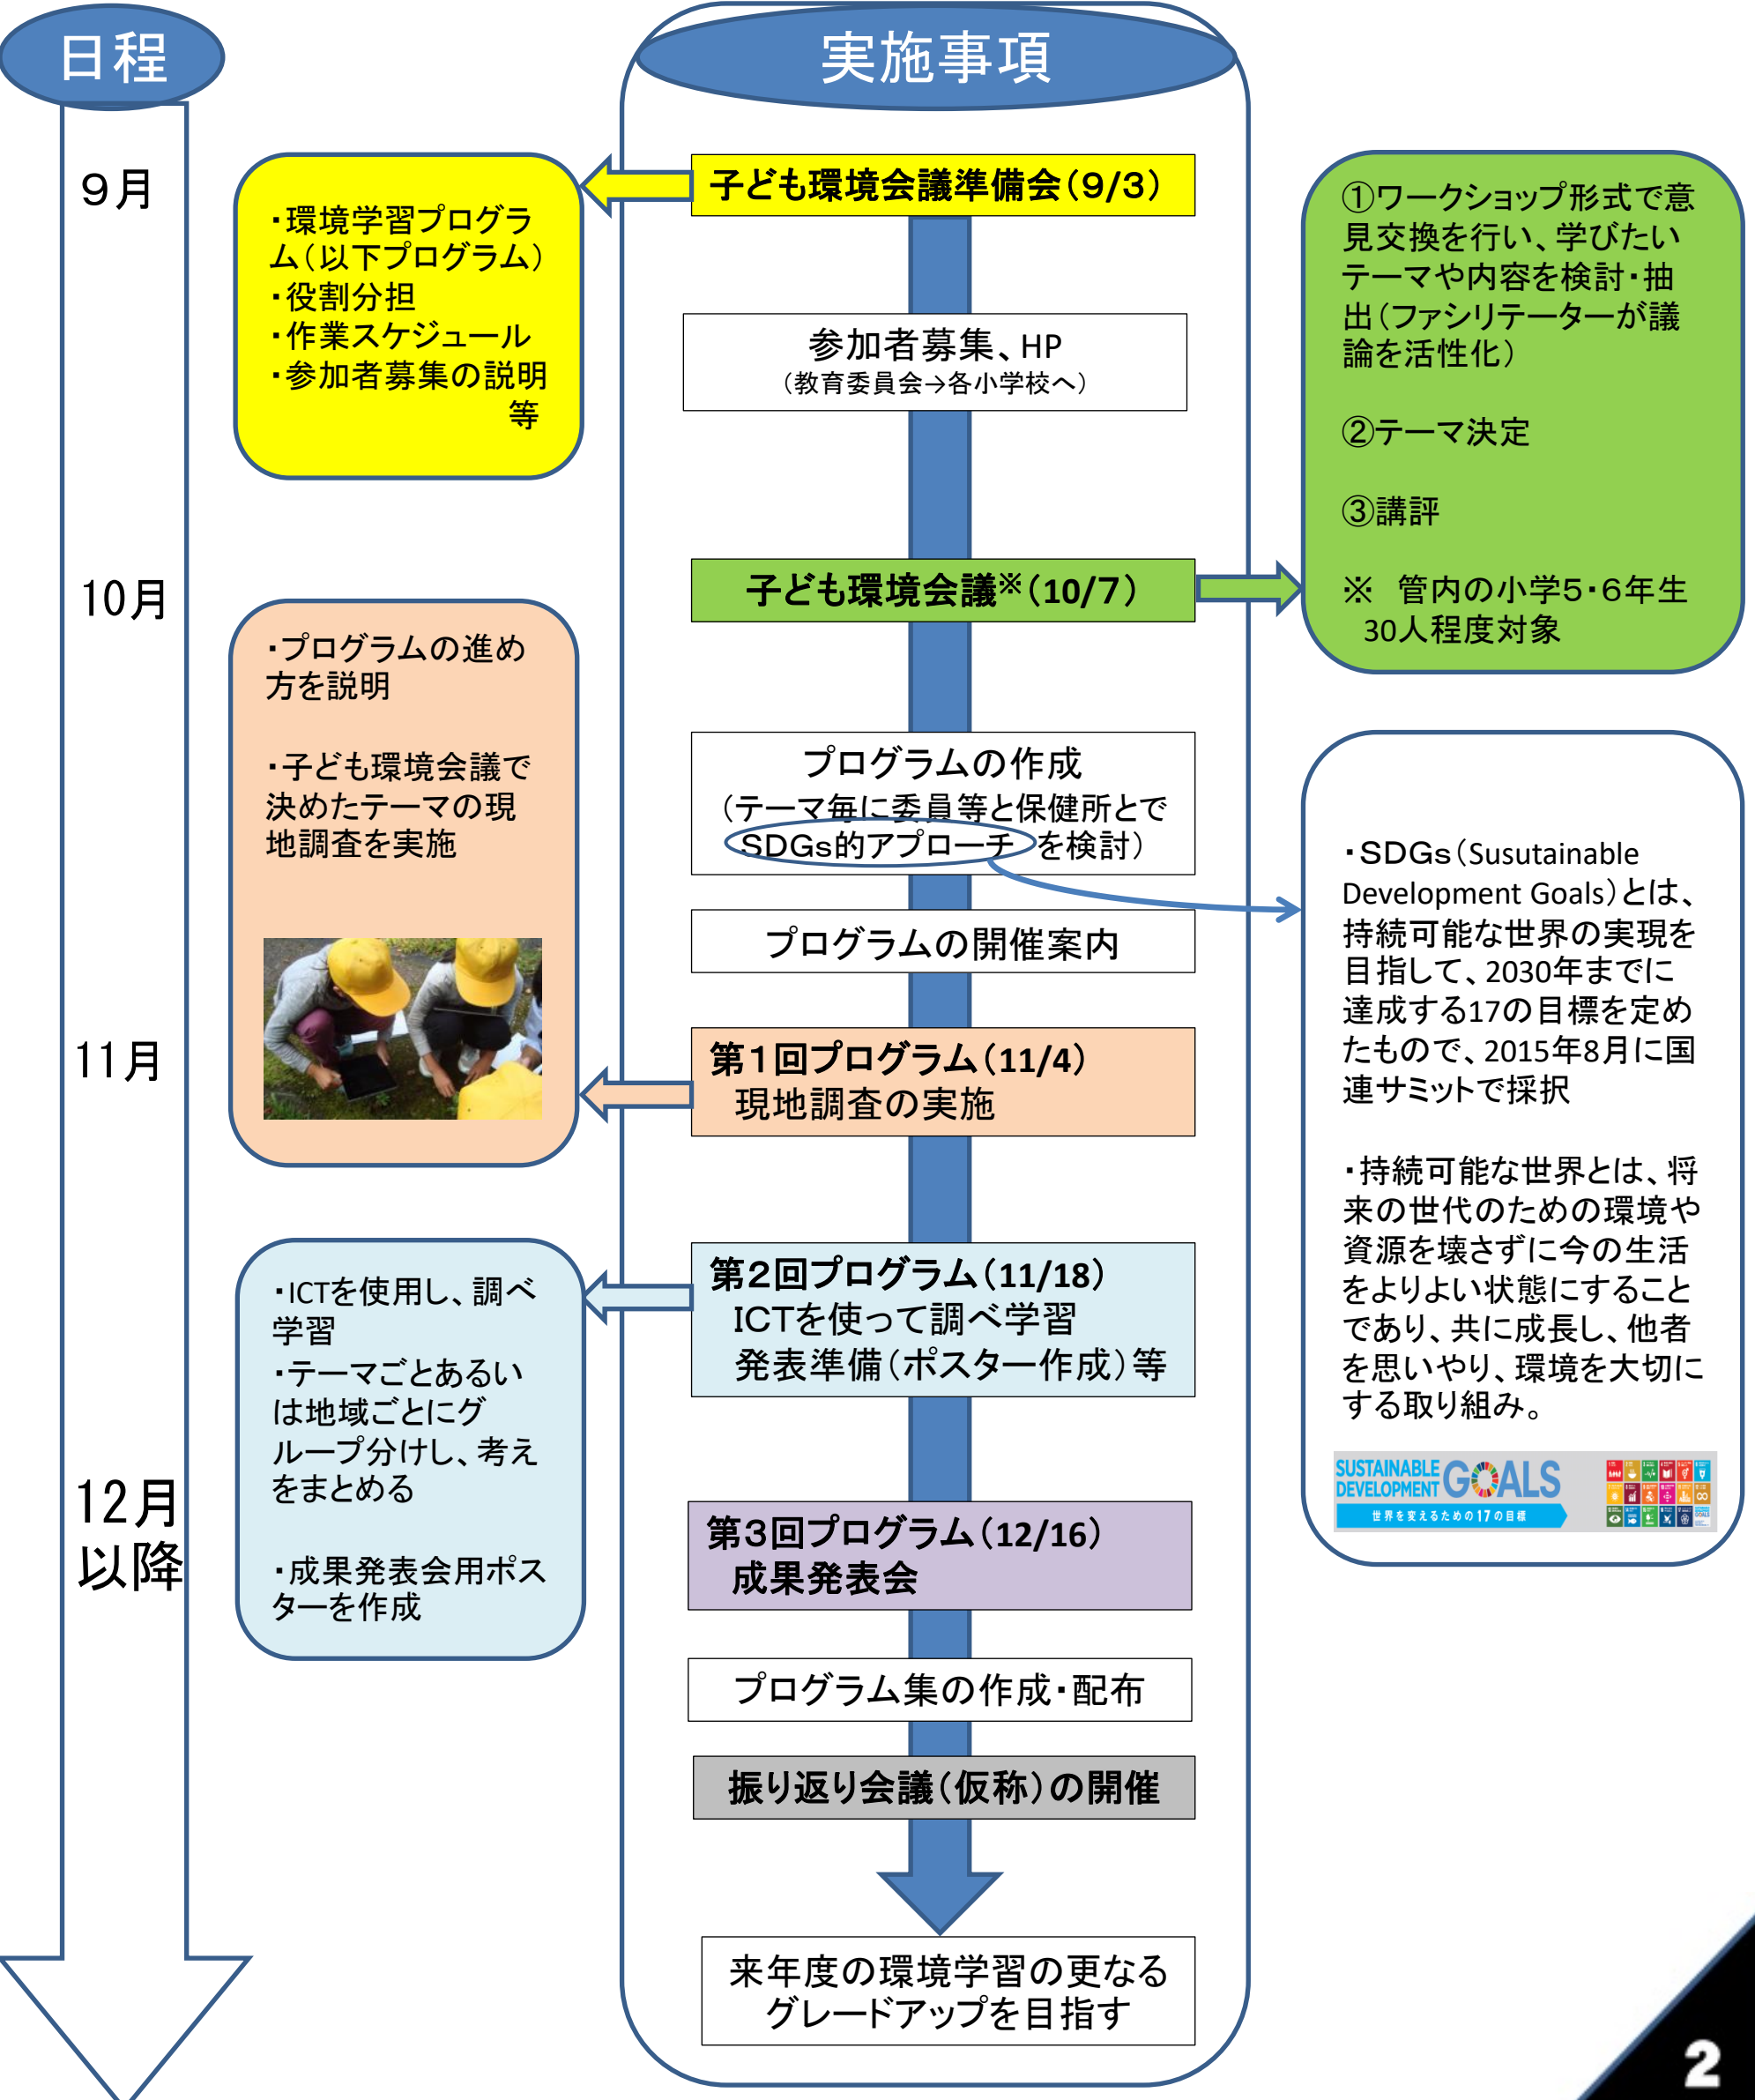 日程
実施事項
9月
子ども環境会議準備会（9/3）
・環境学習プログラ
ム（以下プログラム）
・役割分担
・作業スケジュール
・参加者募集の説明
等
参加者募集、HP
（教育委員会→各小学校へ）
①ワークショップ形式で意
見交換を行い、学びたい
テーマや内容を検討・抽
出（ファシリテーターが議
論を活性化）
②テーマ決定
③講評
※　管内の小学5・6年生
30人程度対象
10月
子ども環境会議※（10/7）
・プログラムの進め
方を説明
・子ども環境会議で
決めたテーマの現
地調査を実施
プログラムの作成
（テーマ毎に委員等と保健所とで
SDGs的アプローチ を検討）
プログラムの開催案内
・SDGs（Susutainable
Development Goals）とは、
持続可能な世界の実現を
目指して、2030年までに
達成する17の目標を定め
たもので、2015年8月に国
連サミットで採択
・持続可能な世界とは、将
来の世代のための環境や
資源を壊さずに今の生活
をよりよい状態にすること
であり、共に成長し、他者
を思いやり、環境を大切に
する取り組み。
SUSTAINABLE
DEVELOPMENT GOALS
世界を変えるための17の目標
11月
第1回プログラム（11/4）
現地調査の実施
第2回プログラム（11/18）
ICTを使って調べ学習
発表準備（ポスター作成）等
・ICTを使用し、調べ
学習
・テーマごとあるい
は地域ごとにグ
ループ分けし、考え
をまとめる
・成果発表会用ポス
ターを作成
12月
以降
第3回プログラム（12/16）
成果発表会
プログラム集の作成・配布
振り返り会議（仮称）の開催
来年度の環境学習の更なる
グレードアップを目指す
2